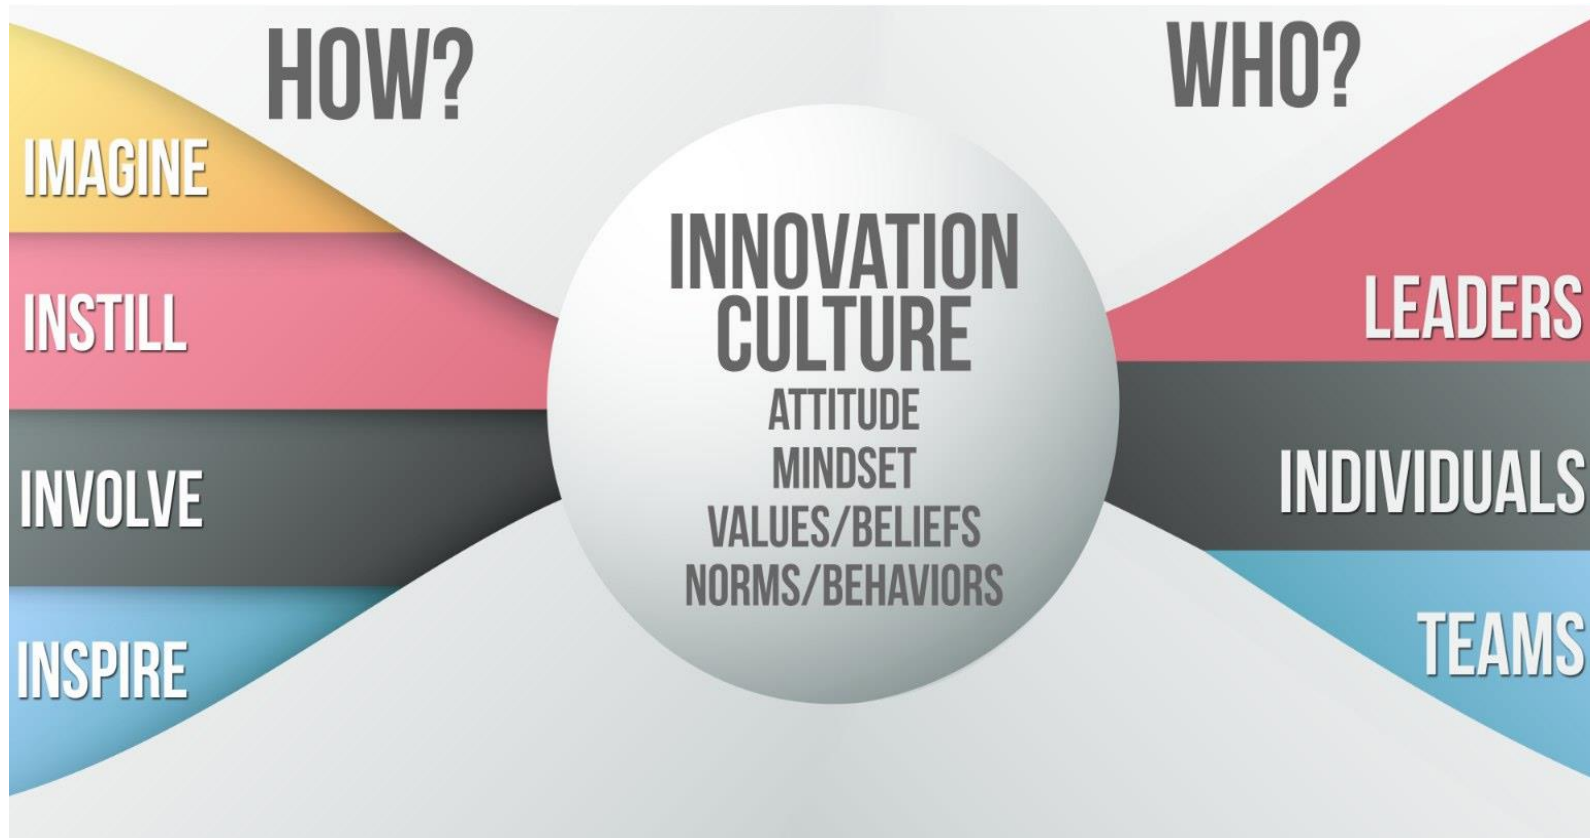 HOW?
IMAGINE
INSTILL
INVOLVE
INSPIRE
INNOVATION
CULTURE
ATTITUDE
MINDSET
VALUES/BELIEFS
NORMS/BEHAVIORS
WHO?
LEADERS
INDIVIDUALS
TEAMS